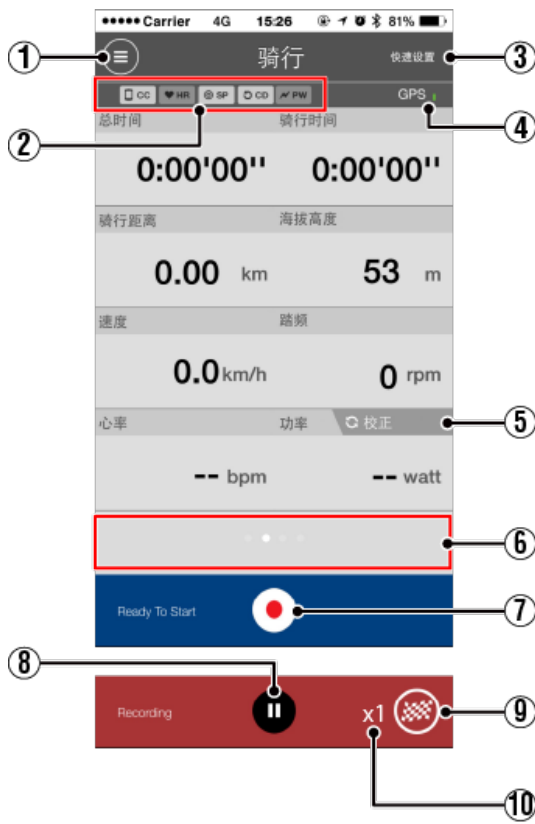 Carrier 4G 15:26 81%
① 骑行 快速设置 ③
CC HR SP CD PW GPS
② ④
总时间 骑行时间
0:00'00'' 0:00'00''
骑行距离 海拔高度
0.00 km 53 m
速度 踏频
0.0 km/h 0 rpm
心率 功率 校正 ⑤
-- bpm -- watt
⑥
Ready To Start ⑦
⑧
Recording x1 ⑨
⑩